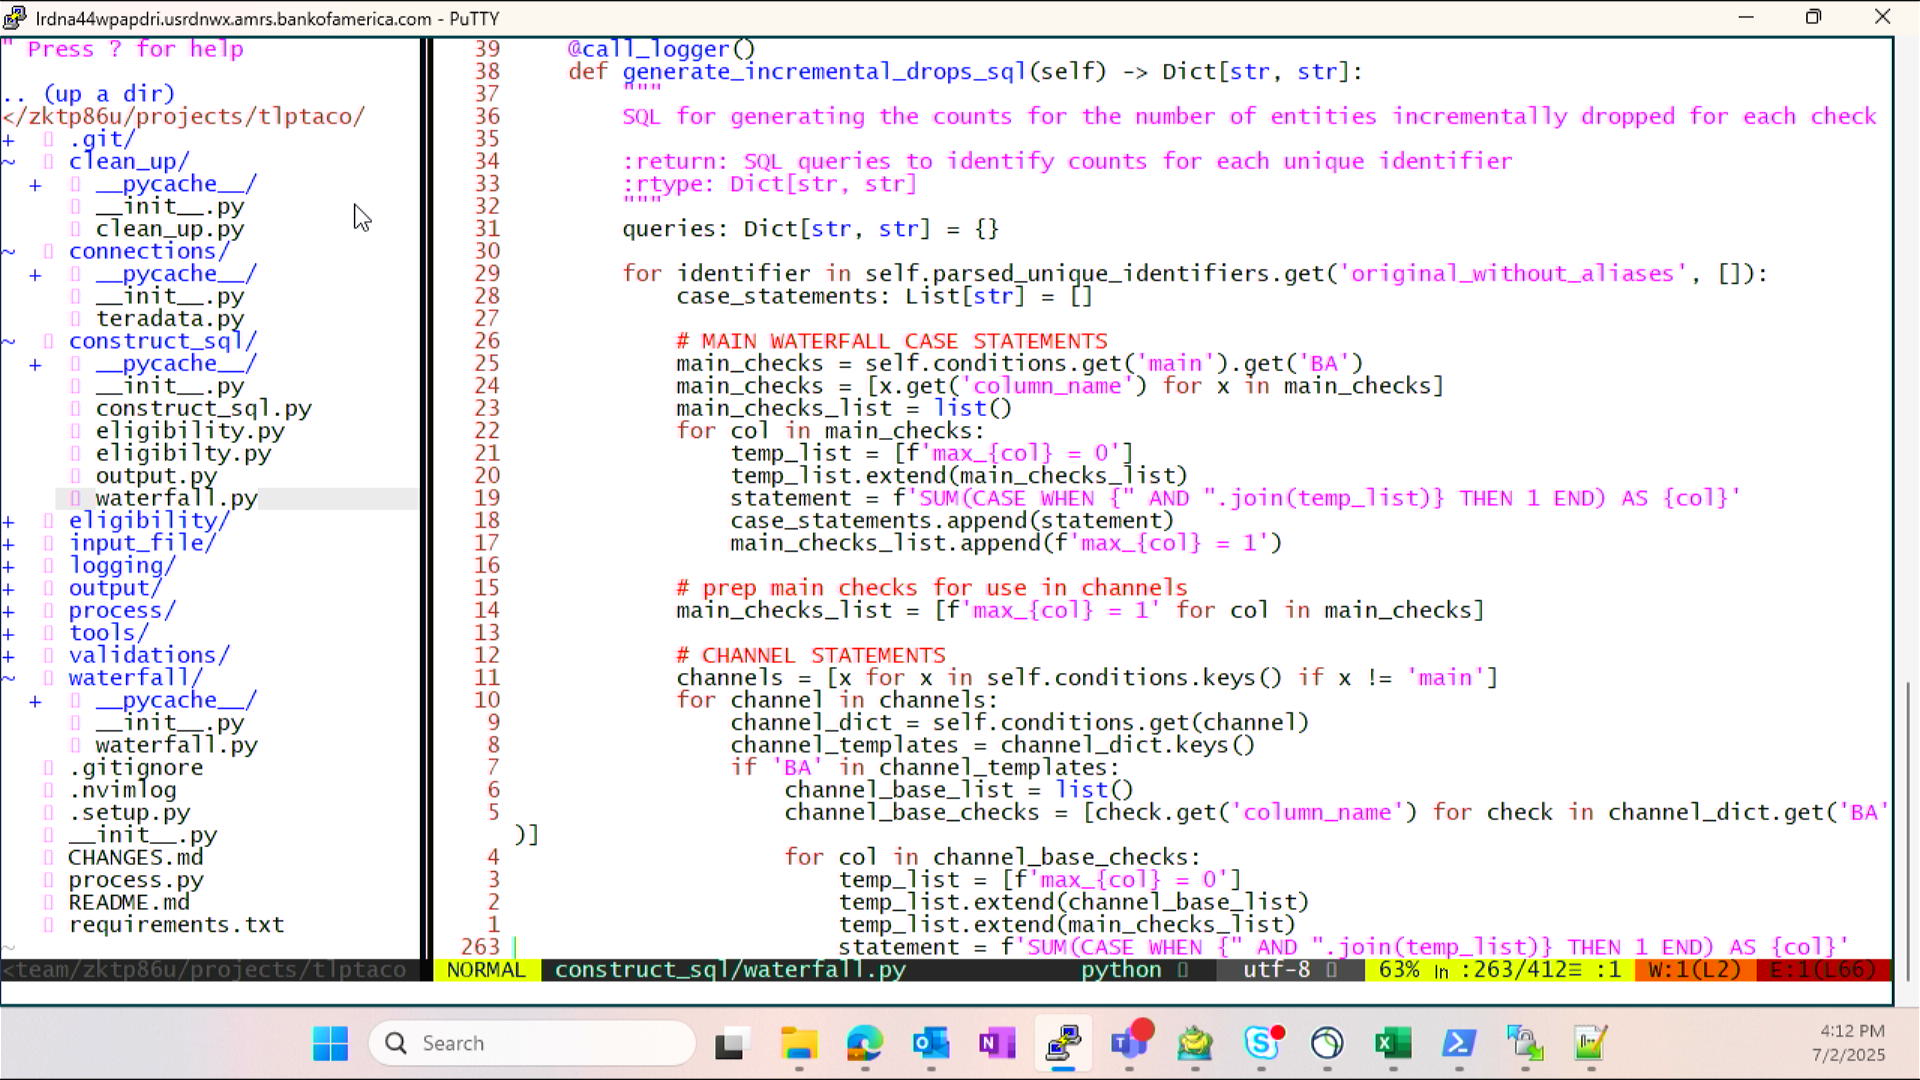 lrdna44wpapdri.usrdnwx.amrs.bankofamerica.com - PuTTY
" Press ? for help
.. (up a dir)
</zktp86u/projects/tlptaco/
+ .git/
~ clean_up/
+ __pycache__/
__init__.py
clean_up.py
~ connections/
+ __pycache__/
__init__.py
teradata.py
~ construct_sql/
+ __pycache__/
__init__.py
construct_sql.py
eligibility.py
eligibilty.py
output.py
waterfall.py
+ eligibility/
+ input_file/
+ logging/
+ output/
+ process/
+ tools/
+ validations/
~ waterfall/
+ __pycache__/
__init__.py
waterfall.py
.gitignore
.nvimlog
.setup.py
__init__.py
CHANGES.md
process.py
README.md
requirements.txt
~
<team/zktp86u/projects/tlptaco
39 @call_logger()
38 def generate_incremental_drops_sql(self) -> Dict[str, str]:
37 """
36 SQL for generating the counts for the number of entities incrementally dropped for each check
35
34 :return: SQL queries to identify counts for each unique identifier
33 :rtype: Dict[str, str]
32 """
31 queries: Dict[str, str] = {}
30
29 for identifier in self.parsed_unique_identifiers.get('original_without_aliases', []):
28 case_statements: List[str] = []
27
26 # MAIN WATERFALL CASE STATEMENTS
25 main_checks = self.conditions.get('main').get('BA')
24 main_checks = [x.get('column_name') for x in main_checks]
23 main_checks_list = list()
22 for col in main_checks:
21 temp_list = [f'max_{col} = 0']
20 temp_list.extend(main_checks_list)
19 statement = f'SUM(CASE WHEN {" AND ".join(temp_list)} THEN 1 END) AS {col}'
18 case_statements.append(statement)
17 main_checks_list.append(f'max_{col} = 1')
16
15 # prep main checks for use in channels
14 main_checks_list = [f'max_{col} = 1' for col in main_checks]
13
12 # CHANNEL STATEMENTS
11 channels = [x for x in self.conditions.keys() if x != 'main']
10 for channel in channels:
9 channel_dict = self.conditions.get(channel)
8 channel_templates = channel_dict.keys()
7 if 'BA' in channel_templates:
6 channel_base_list = list()
5 channel_base_checks = [check.get('column_name') for check in channel_dict.get('BA'
)]
4 for col in channel_base_checks:
3 temp_list = [f'max_{col} = 0']
2 temp_list.extend(channel_base_list)
1 temp_list.extend(main_checks_list)
263 statement = f'SUM(CASE WHEN {" AND ".join(temp_list)} THEN 1 END) AS {col}'
NORMAL construct_sql/waterfall.py python utf-8 63% ln :263/412≡ :1 W:1(L2) E:1(L66)
Search
4:12 PM
7/2/2025